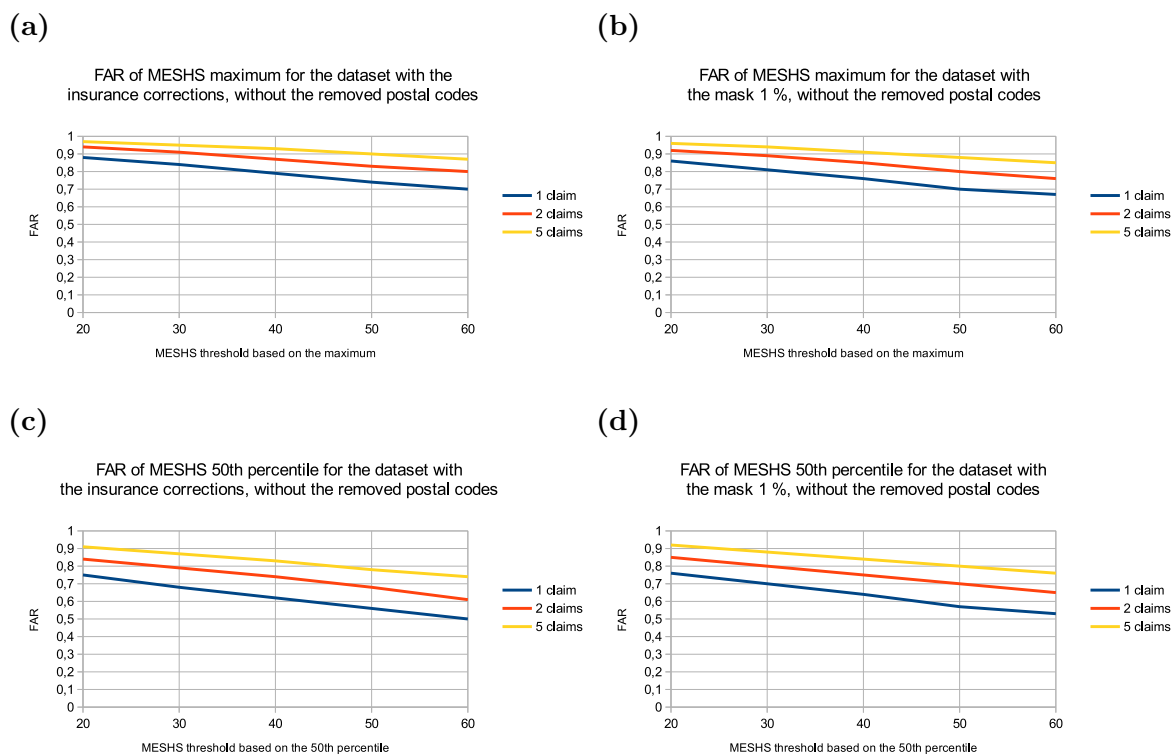 (a)
FAR of MESHS maximum for the dataset with the
insurance corrections, without the removed postal codes
1
0,9
0,8
0,7
0,6
0,5
0,4
0,3
0,2
0,1
0
FAR
20 30 40 50 60
MESHS threshold based on the maximum
1 claim
2 claims
5 claims
(b)
FAR of MESHS maximum for the dataset with
the mask 1 %, without the removed postal codes
1
0,9
0,8
0,7
0,6
0,5
0,4
0,3
0,2
0,1
0
FAR
20 30 40 50 60
MESHS threshold based on the maximum
1 claim
2 claims
5 claims
(c)
FAR of MESHS 50th percentile for the dataset with
the insurance corrections, without the removed postal codes
1
0,9
0,8
0,7
0,6
0,5
0,4
0,3
0,2
0,1
0
FAR
20 30 40 50 60
MESHS threshold based on the 50th percentile
1 claim
2 claims
5 claims
(d)
FAR of MESHS 50th percentile for the dataset with
the mask 1 %, without the removed postal codes
1
0,9
0,8
0,7
0,6
0,5
0,4
0,3
0,2
0,1
0
FAR
20 30 40 50 60
MESHS threshold based on the 50th percentile
1 claim
2 claims
5 claims